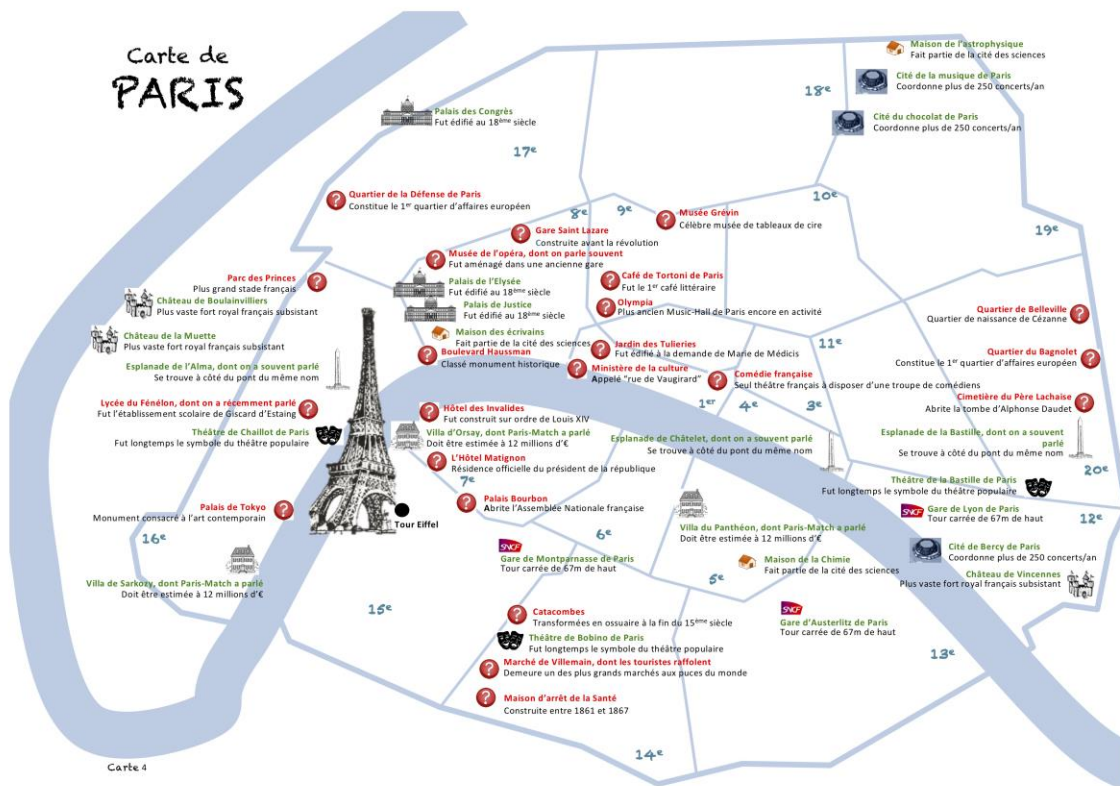 Carte de
PARIS
Maison de l'astrophysique
Fait partie de la cité des sciences
18e
Cité de la musique de Paris
Coordonne plus de 250 concerts/an
Palais des Congrès
Fut édifié au 18ème siècle
Cité du chocolat de Paris
Coordonne plus de 250 concerts/an
17e
Quartier de la Défense de Paris
Constitue le 1er quartier d'affaires européen
10e
8e
9e
Musée Grévin
Célèbre musée de tableaux de cire
19e
Gare Saint Lazare
Construite avant la révolution
Musée de l'opéra, dont on parle souvent
Fut aménagé dans une ancienne gare
Parc des Princes
Plus grand stade français
Palais de l'Elysée
Fut édifié au 18ème siècle
Café de Tortoni de Paris
Fut le 1er café littéraire
Château de Boulainvilliers
Plus vaste fort royal français subsistant
Palais de Justice
Fut édifié au 18ème siècle
Olympia
Plus ancien Music-Hall de Paris encore en activité
Quartier de Belleville
Quartier de naissance de Cézanne
Château de la Muette
Plus vaste fort royal français subsistant
Maison des écrivains
Fait partie de la cité des sciences
Jardin des Tulieries
Fut édifié à la demande de Marie de Médicis
11e
Quartier du Bagnolet
Constitue le 1er quartier d'affaires européen
Boulevard Haussman
Classé monument historique
Esplanade de l'Alma, dont on a souvent parlé
Se trouve à côté du pont du même nom
Ministère de la culture
Appelé "rue de Vaugirard"
Comédie française
Seul théâtre français à disposer d'une troupe de comédiens
Cimetière du Père Lachaise
Abrite la tombe d'Alphonse Daudet
Lycée du Fénélon, dont on a récemment parlé
Fut l'établissement scolaire de Giscard d'Estaing
1er
4e
3e
Hôtel des Invalides
Fut construit sur ordre de Louis XIV
Théâtre de Chaillot de Paris
Fut longtemps le symbole du théâtre populaire
Villa d'Orsay, dont Paris-Match a parlé
Doit être estimée à 12 millions d'€
Esplanade de Châtelet, dont on a souvent parlé
Se trouve à côté du pont du même nom
Esplanade de la Bastille, dont on a souvent
parlé
Se trouve à côté du pont du même nom
L'Hôtel Matignon
Résidence officielle du président de la république
20e
7e
Théâtre de la Bastille de Paris
Fut longtemps le symbole du théâtre populaire
Palais Bourbon
Abrite l'Assemblée Nationale française
Palais de Tokyo
Monument consacré à l'art contemporain
Tour Eiffel
SNCF
Gare de Lyon de Paris
Tour carrée de 67m de haut
12e
Villa du Panthéon, dont Paris-Match a parlé
Doit être estimée à 12 millions d'€
6e
16e
Cité de Bercy de Paris
Coordonne plus de 250 concerts/an
SNCF
Gare de Montparnasse de Paris
Tour carrée de 67m de haut
Maison de la Chimie
Fait partie de la cité des sciences
5e
Château de Vincennes
Plus vaste fort royal français subsistant
Villa de Sarkozy, dont Paris-Match a parlé
Doit être estimée à 12 millions d'€
15e
Catacombes
Transformées en ossuaire à la fin du 15ème siècle
SNCF
Gare d'Austerlitz de Paris
Tour carrée de 67m de haut
Théâtre de Bobino de Paris
Fut longtemps le symbole du théâtre populaire
13e
Marché de Villemain, dont les touristes raffolent
Demeure un des plus grands marchés aux puces du monde
Maison d'arrêt de la Santé
Construite entre 1861 et 1867
14e
Carte 4